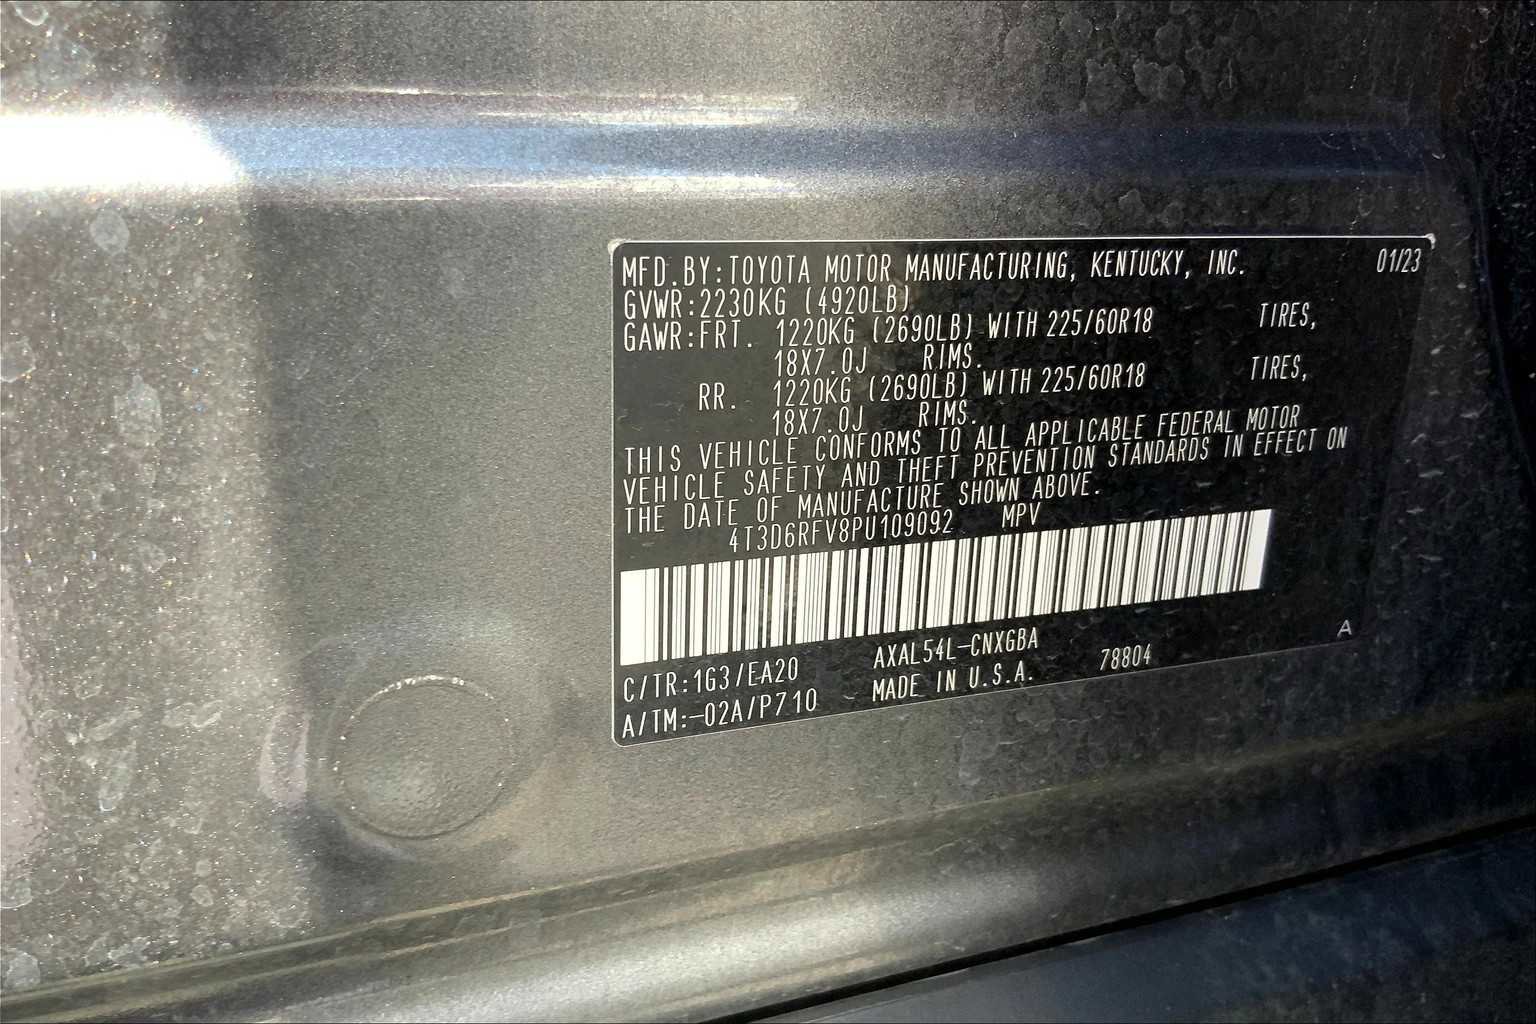 MFD.BY:TOYOTA MOTOR MANUFACTURING, KENTUCKY, INC. 01/23
GVWR:2230KG (4920LB)
GAWR:FRT. 1220KG (2690LB) WITH 225/60R18 TIRES,
18X7.0J RIMS.
RR. 1220KG (2690LB) WITH 225/60R18 TIRES,
18X7.0J RIMS.
THIS VEHICLE CONFORMS TO ALL APPLICABLE FEDERAL MOTOR
VEHICLE SAFETY AND THEFT PREVENTION STANDARDS IN EFFECT ON
THE DATE OF MANUFACTURE SHOWN ABOVE.
4T3D6RFV8PU109092 MPV
C/TR:1G3/EA20 AXAL54L-CNXGBA 78804 A
A/TM:-02A/P710 MADE IN U.S.A.